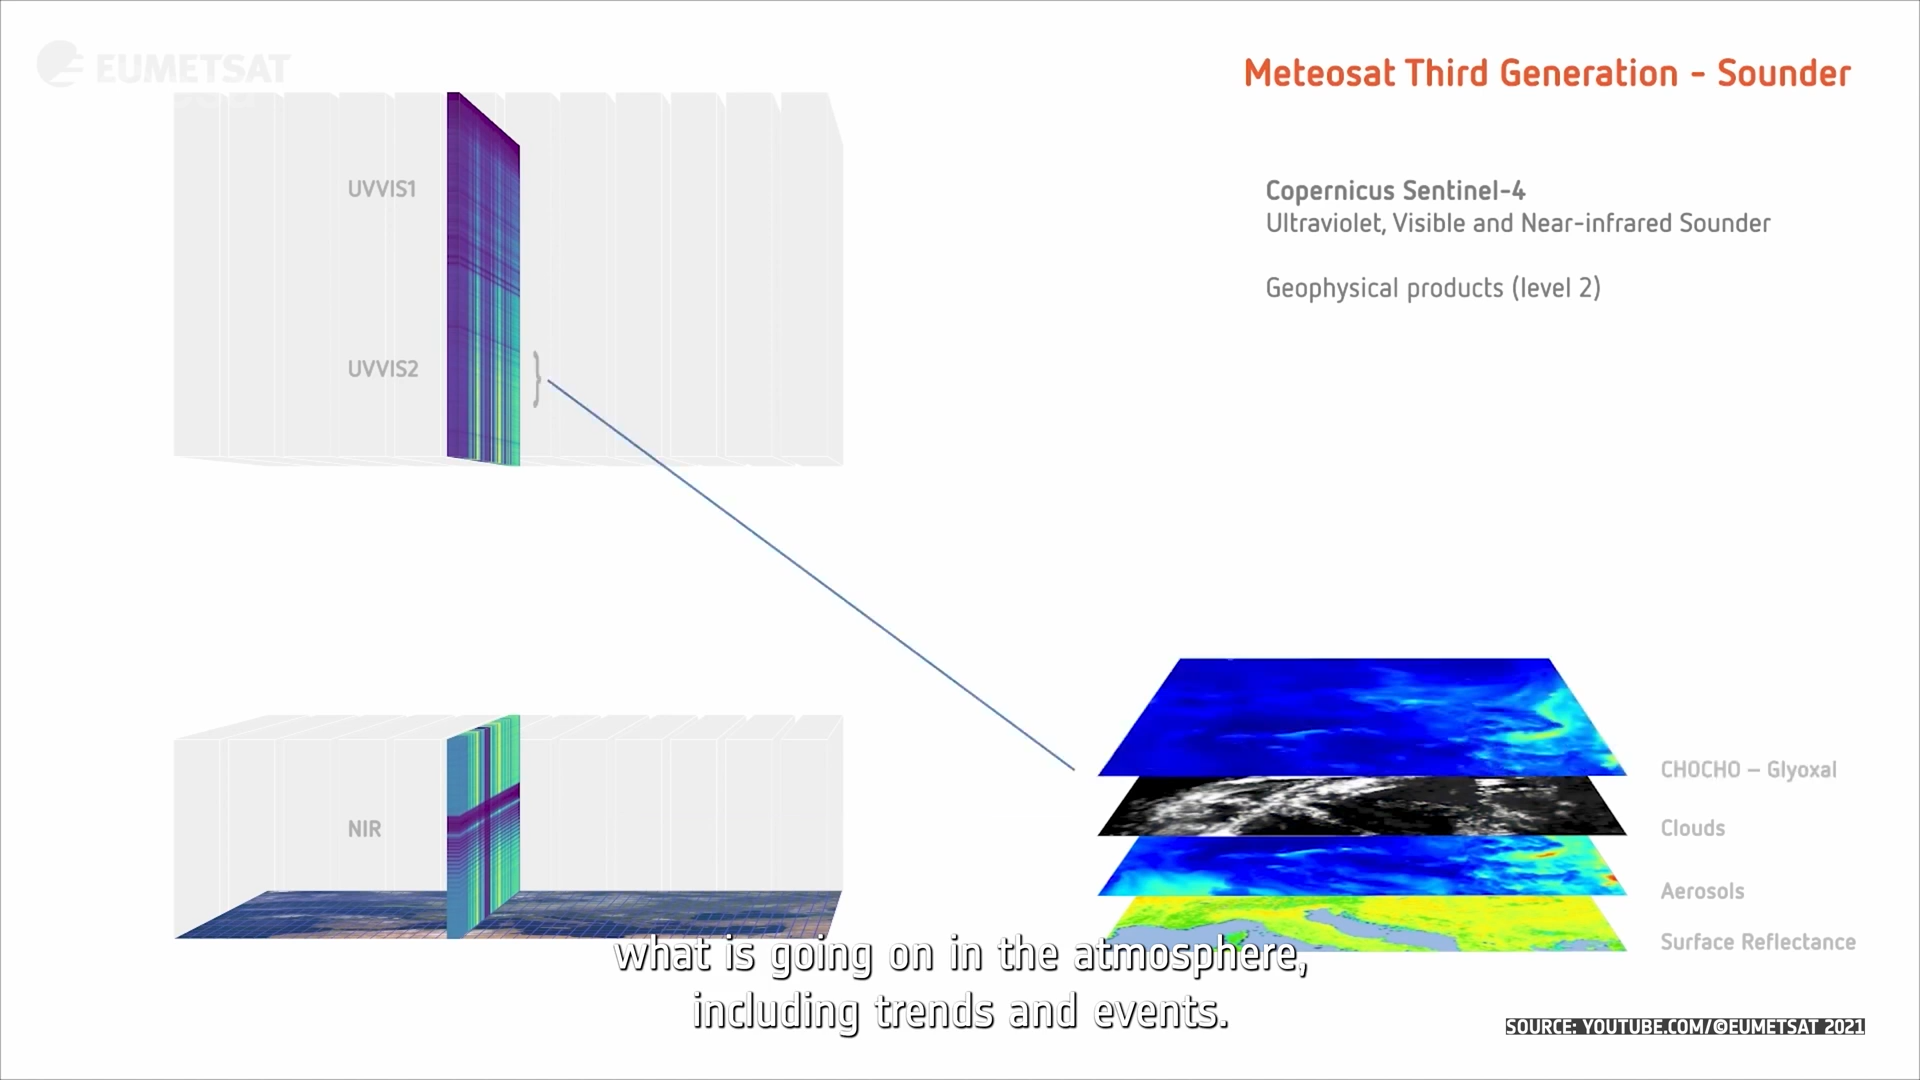 EUMETSAT
Meteosat Third Generation - Sounder
UVVIS1
Copernicus Sentinel-4
Ultraviolet, Visible and Near-infrared Sounder
Geophysical products (level 2)
UVVIS2
CHOCHO – Glyoxal
NIR
Clouds
Aerosols
Surface Reflectance
what is going on in the atmosphere,
including trends and events.
SOURCE: YOUTUBE.COM/©EUMETSAT 2021